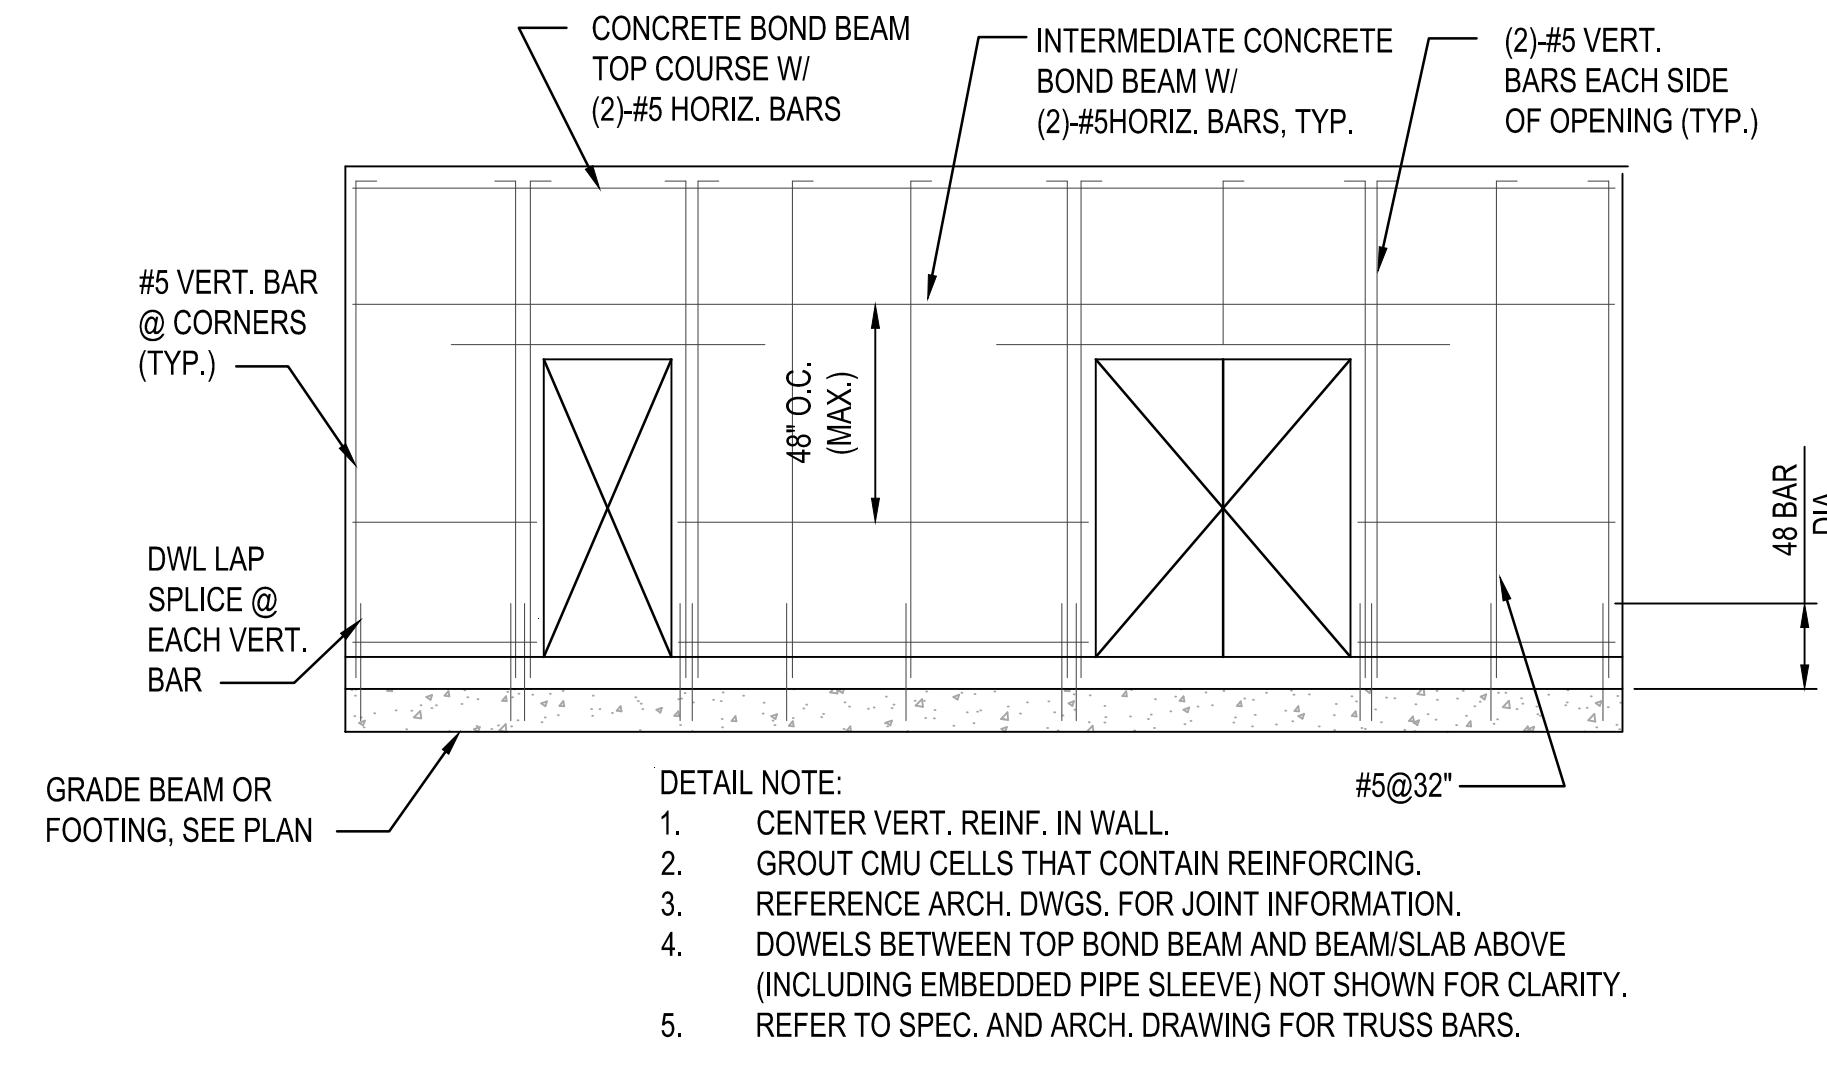 CONCRETE BOND BEAM
TOP COURSE W/
(2)-#5 HORIZ. BARS
INTERMEDIATE CONCRETE
BOND BEAM W/
(2)-#5HORIZ. BARS, TYP.
(2)-#5 VERT.
BARS EACH SIDE
OF OPENING (TYP.)
#5 VERT. BAR
@ CORNERS
(TYP.)
48" O.C.
(MAX.)
48 BAR
DWL LAP
SPLICE @
EACH VERT.
BAR
GRADE BEAM OR
FOOTING, SEE PLAN
#5@32"
DETAIL NOTE:
1. CENTER VERT. REINF. IN WALL.
2. GROUT CMU CELLS THAT CONTAIN REINFORCING.
3. REFERENCE ARCH. DWGS. FOR JOINT INFORMATION.
4. DOWELS BETWEEN TOP BOND BEAM AND BEAM/SLAB ABOVE
(INCLUDING EMBEDDED PIPE SLEEVE) NOT SHOWN FOR CLARITY.
5. REFER TO SPEC. AND ARCH. DRAWING FOR TRUSS BARS.